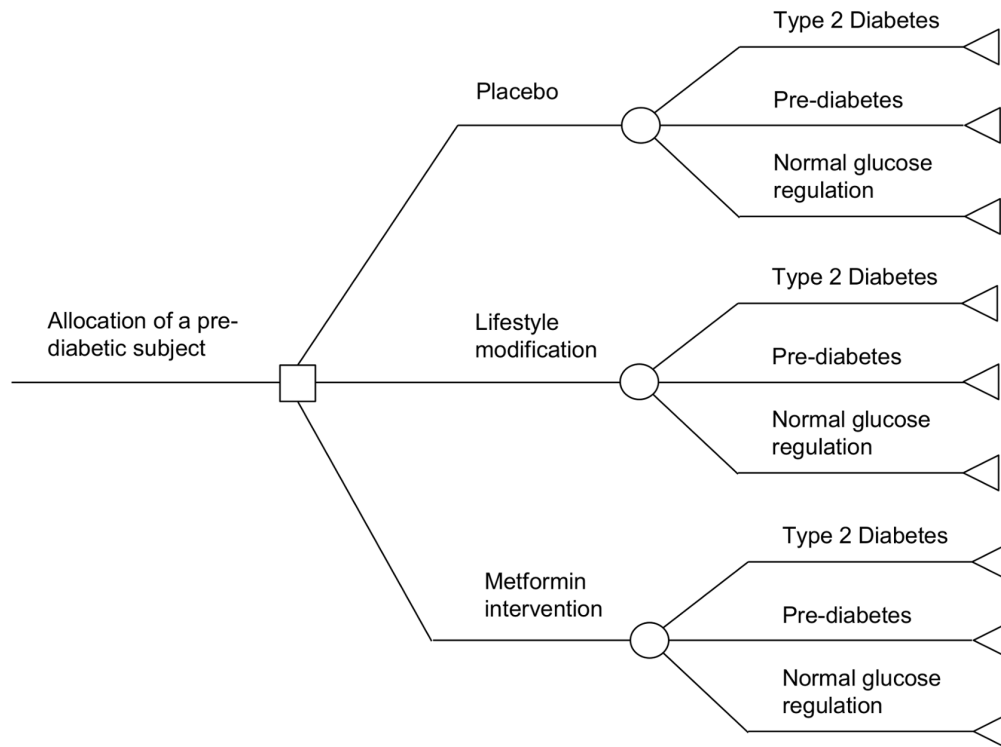 Type 2 Diabetes
Placebo
Pre-diabetes
Normal glucose
regulation
Allocation of a pre-
diabetic subject
Type 2 Diabetes
Lifestyle
modification
Pre-diabetes
Normal glucose
regulation
Type 2 Diabetes
Metformin
intervention
Pre-diabetes
Normal glucose
regulation